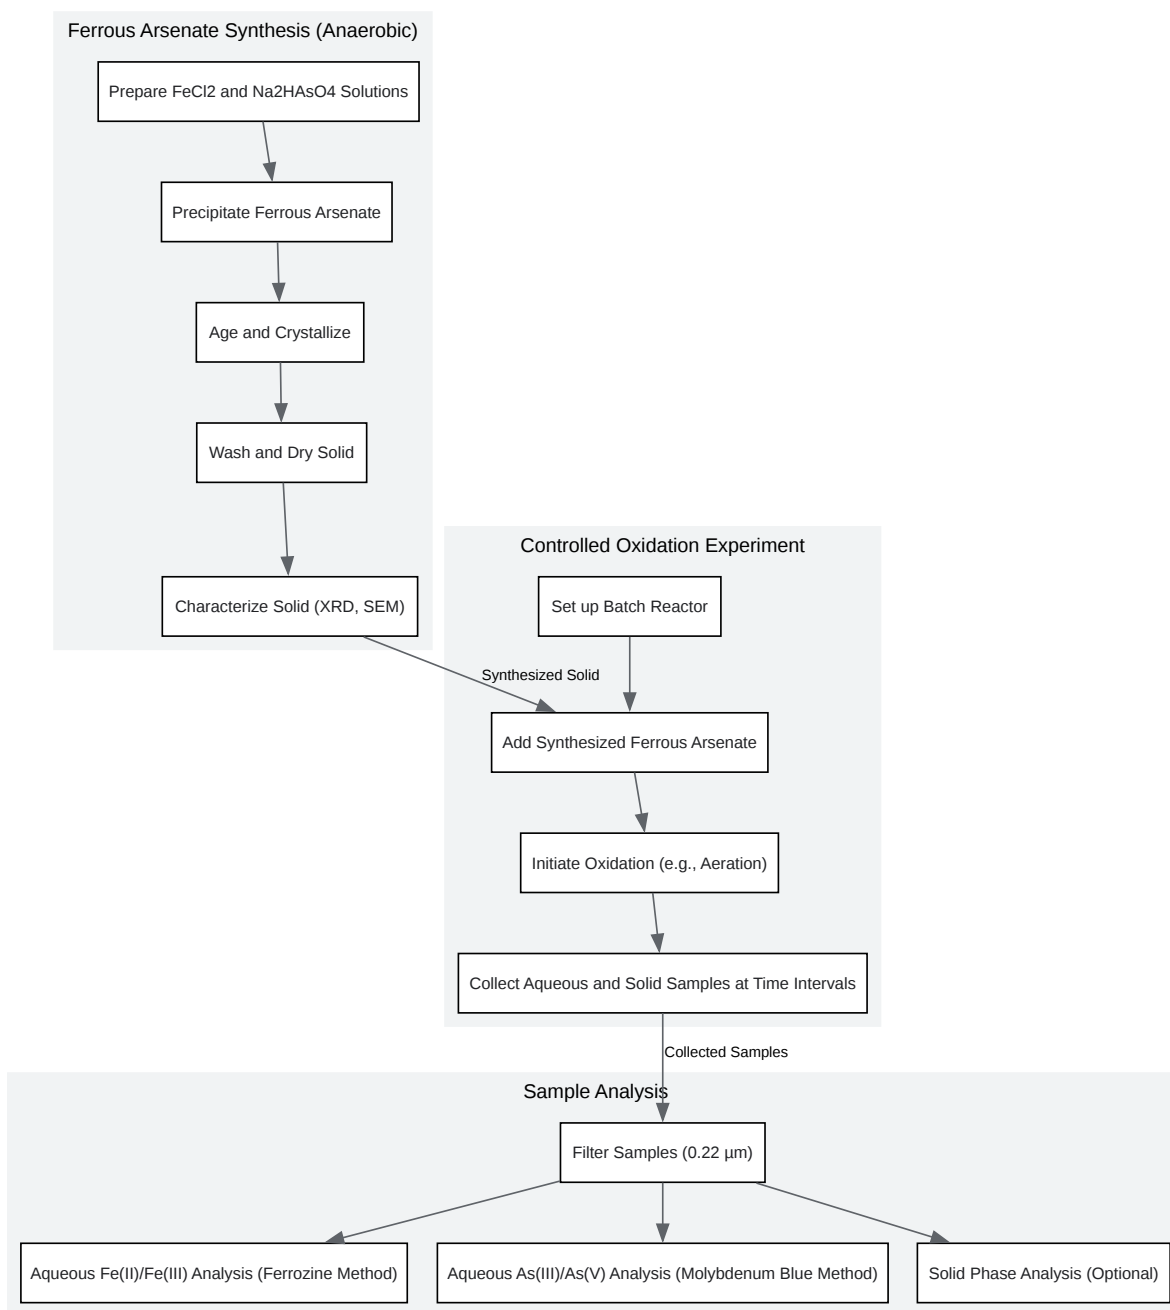 Ferrous Arsenate Synthesis (Anaerobic)
Prepare FeCl2 and Na2HAsO4 Solutions
Precipitate Ferrous Arsenate
Age and Crystallize
Wash and Dry Solid
Characterize Solid (XRD, SEM)
Controlled Oxidation Experiment
Set up Batch Reactor
Synthesized Solid
Add Synthesized Ferrous Arsenate
Initiate Oxidation (e.g., Aeration)
Collect Aqueous and Solid Samples at Time Intervals
Collected Samples
Sample Analysis
Filter Samples (0.22 µm)
Aqueous Fe(II)/Fe(III) Analysis (Ferrozine Method)
Aqueous As(III)/As(V) Analysis (Molybdenum Blue Method)
Solid Phase Analysis (Optional)